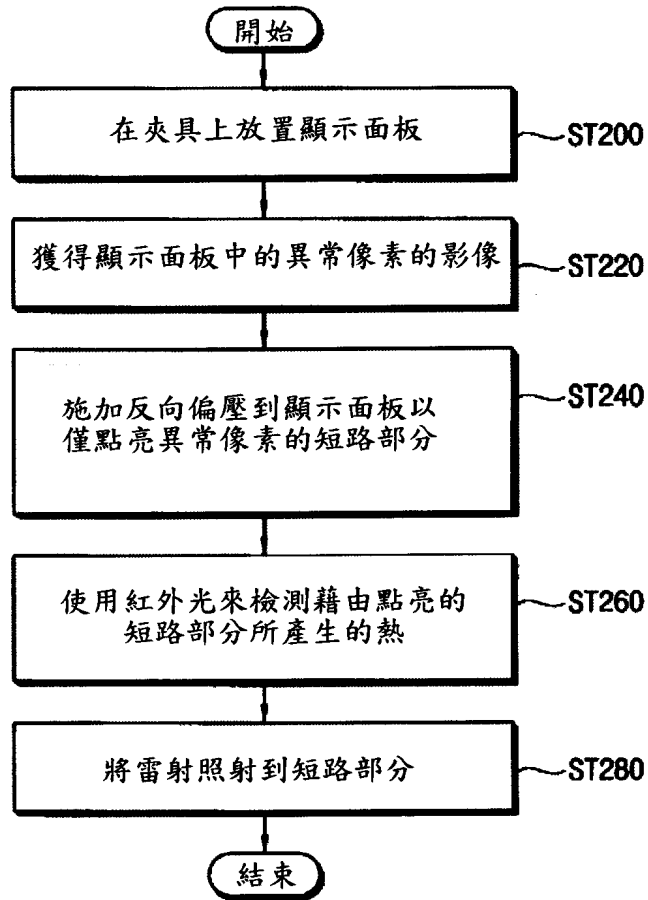 開始
在夾具上放置顯示面板
ST200
獲得顯示面板中的異常像素的影像
ST220
施加反向偏壓到顯示面板以
僅點亮異常像素的短路部分
ST240
使用紅外光來檢測藉由點亮的
短路部分所產生的熱
ST260
將雷射照射到短路部分
ST280
結束